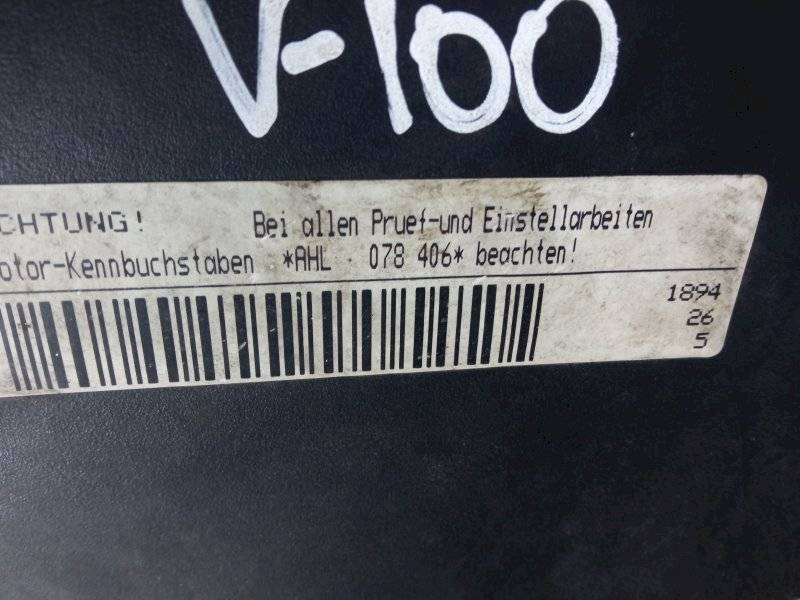 V-100
CHTUNG! Bei allen Pruef-und Einstellarbeiten
otor-Kennbuchstaben *AHL · 078 406* beachten!
1894
26
5